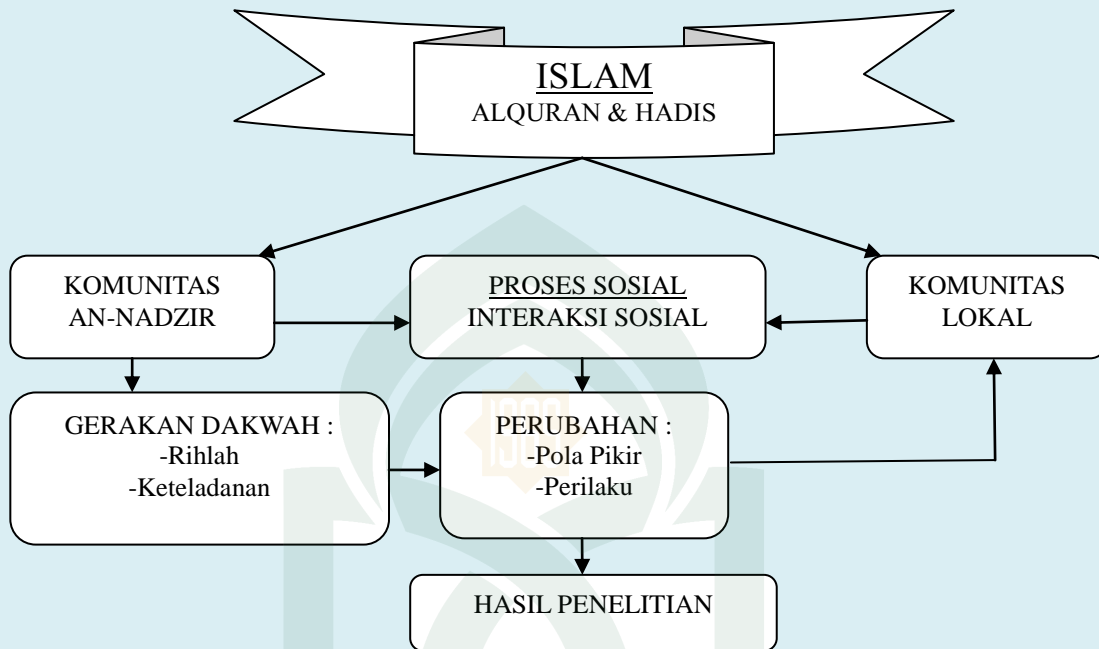 ISLAM
ALQURAN & HADIS
KOMUNITAS
AN-NADZIR
PROSES SOSIAL
INTERAKSI SOSIAL
KOMUNITAS
LOKAL
GERAKAN DAKWAH :
-Rihlah
-Keteladanan
PERUBAHAN :
-Pola Pikir
-Perilaku
HASIL PENELITIAN